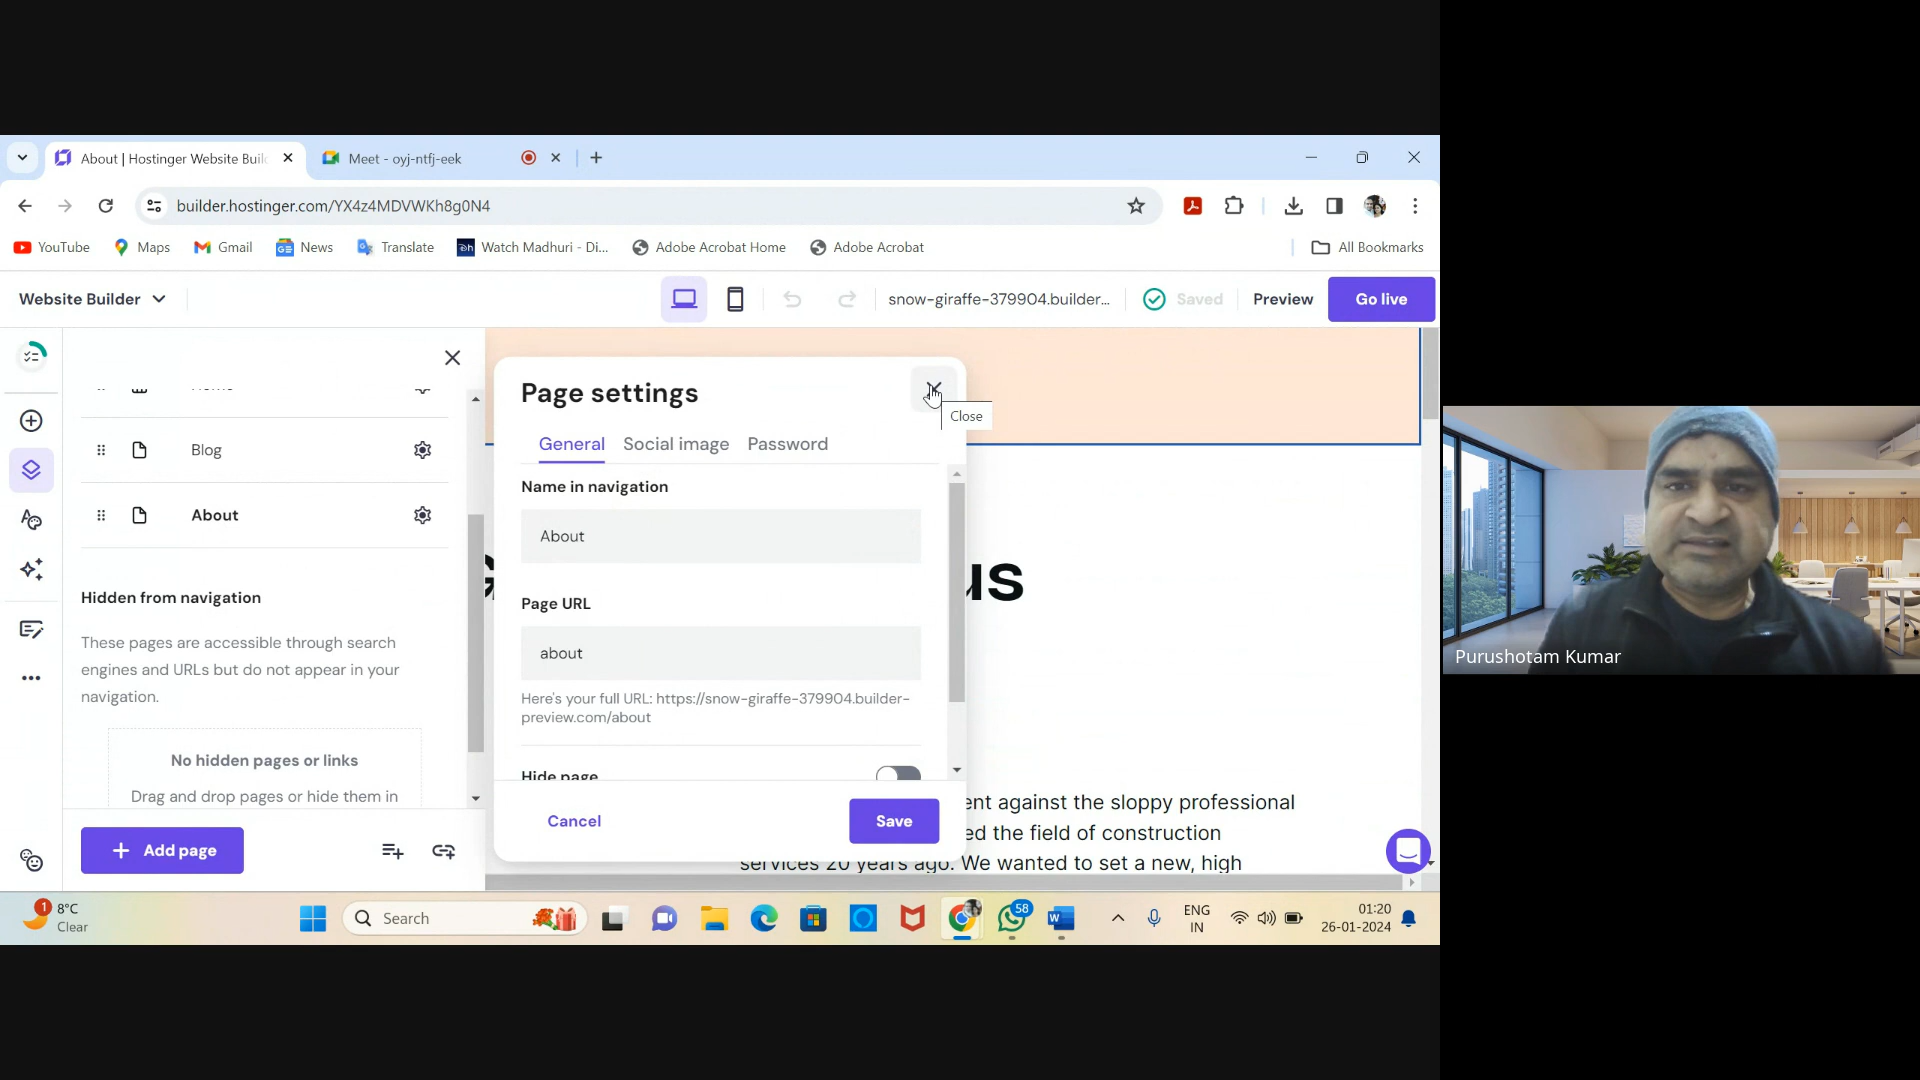 About | Hostinger Website Buil
Meet - oyj-ntfj-eek
builder.hostinger.com/YX4z4MDVWKh8g0N4
YouTube
Maps
Gmail
News
Translate
Watch Madhuri - Di...
Adobe Acrobat Home
Adobe Acrobat
All Bookmarks
Website Builder
snow-giraffe-379904.builder...
Saved
Preview
Go live
Home
Blog
About
Hidden from navigation
These pages are accessible through search
engines and URLs but do not appear in your
navigation.
No hidden pages or links
Drag and drop pages or hide them in
Add page
Page settings
Close
General
Social image
Password
Name in navigation
About
Page URL
about
Here's your full URL: https://snow-giraffe-379904.builder-
preview.com/about
Hide page
Cancel
Save
us
ent against the sloppy professional
ed the field of construction
services 20 years ago. We wanted to set a new, high
Purushotam Kumar
1
8°C
Clear
Search
58
ENG
IN
01:20
26-01-2024